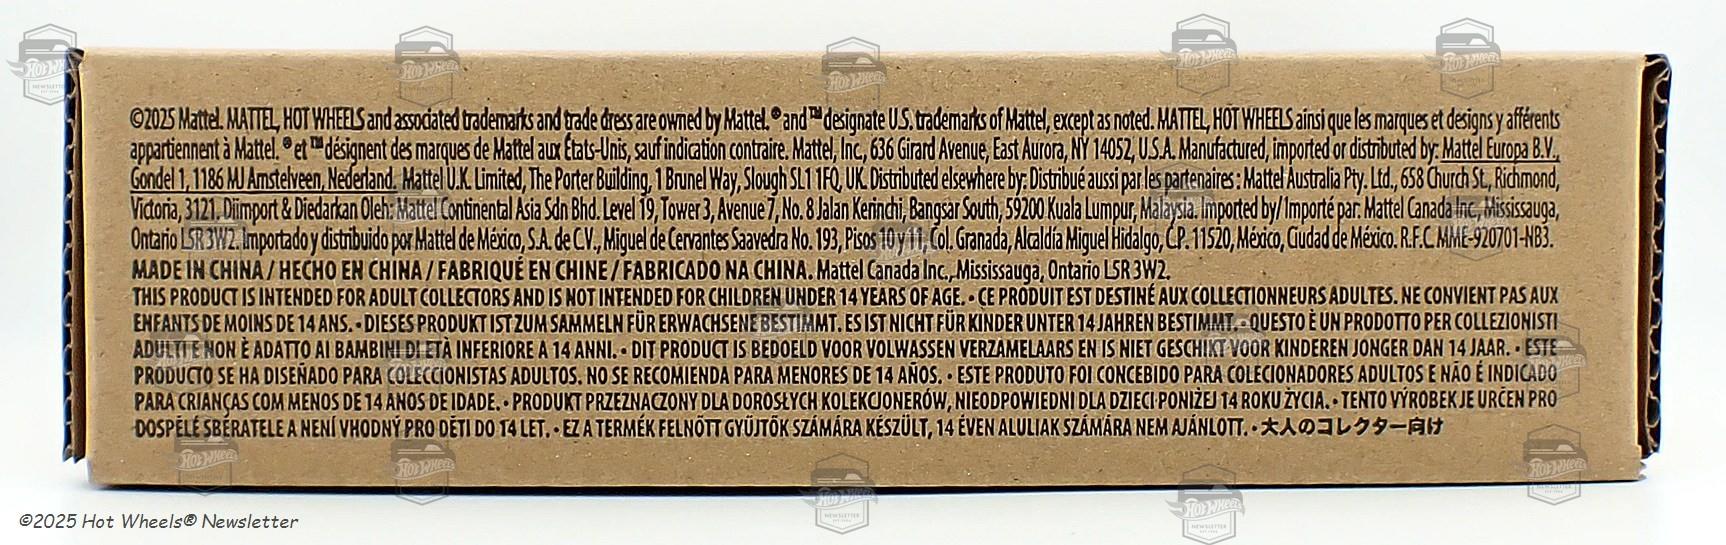 ©2025 Mattel. MATTEL, HOT WHEELS and associated trademarks and trade dress are owned by Mattel. ® and ™ designate U.S. trademarks of Mattel, except as noted. MATTEL, HOT WHEELS ainsi que les marques et designs y afférents
appartiennent à Mattel. ® et ™ désignent des marques de Mattel aux États-Unis, sauf indication contraire. Mattel, Inc., 636 Girard Avenue, East Aurora, NY 14052, U.S.A. Manufactured, imported or distributed by: Mattel Europa B.V.,
Gondel 1, 1186 MJ Amstelveen, Nederland. Mattel U.K. Limited, The Porter Building, 1 Brunel Way, Slough SL1 1FQ, UK. Distributed elsewhere by: Distribué aussi par les partenaires : Mattel Australia Pty. Ltd., 658 Church St., Richmond,
Victoria, 3121. Diimport & Diedarkan Oleh: Mattel Continental Asia Sdn Bhd. Level 19, Tower 3, Avenue 7, No. 8 Jalan Kerinchi, Bangsar South, 59200 Kuala Lumpur, Malaysia. Imported by/ Importé par: Mattel Canada Inc., Mississauga,
Ontario L5R 3W2. Importado y distribuido por Mattel de México, S.A. de C.V., Miguel de Cervantes Saavedra No. 193, Pisos 10 y 11, Col. Granada, Alcaldía Miguel Hidalgo, C.P. 11520, México, Ciudad de México. R.F.C. MME-920701-NB3.
MADE IN CHINA / HECHO EN CHINA / FABRIQUÉ EN CHINE / FABRICADO NA CHINA. Mattel Canada Inc., Mississauga, Ontario L5R 3W2.
THIS PRODUCT IS INTENDED FOR ADULT COLLECTORS AND IS NOT INTENDED FOR CHILDREN UNDER 14 YEARS OF AGE. • CE PRODUIT EST DESTINÉ AUX COLLECTIONNEURS ADULTES. NE CONVIENT PAS AUX
ENFANTS DE MOINS DE 14 ANS. • DIESES PRODUKT IST ZUM SAMMELN FÜR ERWACHSENE BESTIMMT. ES IST NICHT FÜR KINDER UNTER 14 JAHREN BESTIMMT. • QUESTO È UN PRODOTTO PER COLLEZIONISTI
ADULTI E NON È ADATTO AI BAMBINI DI ETÀ INFERIORE A 14 ANNI. • DIT PRODUCT IS BEDOELD VOOR VOLWASSEN VERZAMELAARS EN IS NIET GESCHIKT VOOR KINDEREN JONGER DAN 14 JAAR. • ESTE
PRODUCTO SE HA DISEÑADO PARA COLECCIONISTAS ADULTOS. NO SE RECOMIENDA PARA MENORES DE 14 AÑOS. • ESTE PRODUTO FOI CONCEBIDO PARA COLECIONADORES ADULTOS E NÃO É INDICADO
PARA CRIANÇAS COM MENOS DE 14 ANOS DE IDADE. • PRODUKT PRZEZNACZONY DLA DOROSŁYCH KOLEKCJONERÓW, NIEODPOWIEDNI DLA DZIECI PONIŻEJ 14 ROKU ŻYCIA. • TENTO VÝROBEK JE URČEN PRO
DOSPĚLÉ SBĚRATELE A NENÍ VHODNÝ PRO DĚTI DO 14 LET. • EZ A TERMÉK FELNŐTT GYŰJTŐK SZÁMÁRA KÉSZÜLT, 14 ÉVEN ALULIAK SZÁMÁRA NEM AJÁNLOTT. • 大人のコレクター向け
©2025 Hot Wheels® Newsletter